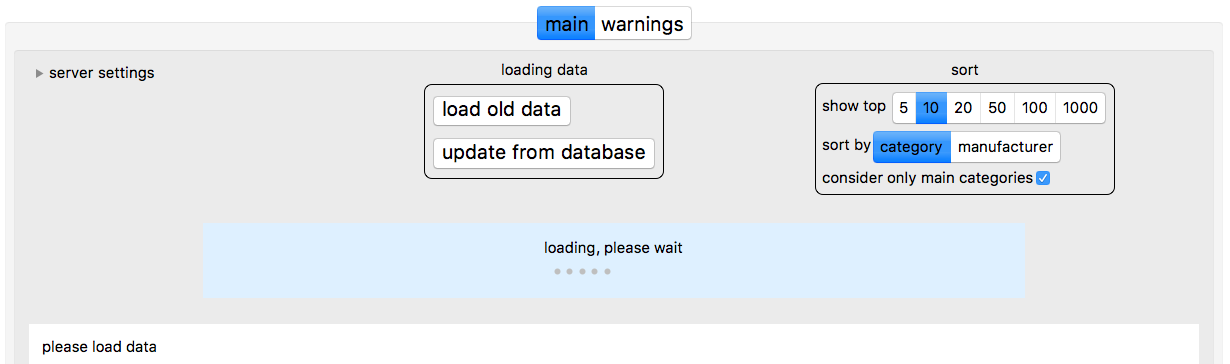 main warnings
server settings
loading data
load old data
update from database
sort
show top 5 10 20 50 100 1000
sort by category manufacturer
consider only main categories
loading, please wait
please load data